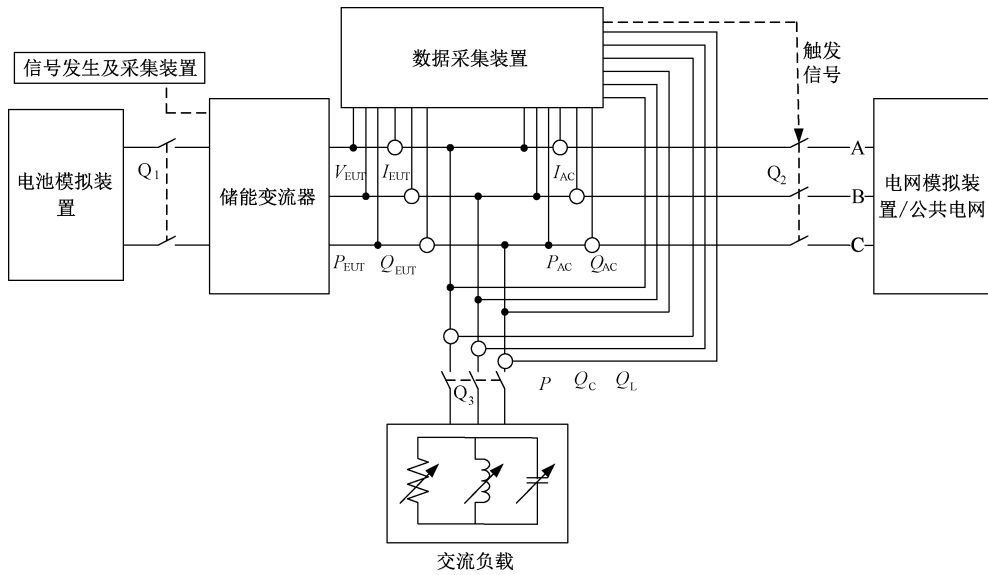 数据采集装置
触发
信号
信号发生及采集装置
电池模拟装
置
Q1
储能变流器
VEUT
IEUT
IAC
PEUT
QEUT
PAC
QAC
Q2
A
B
C
电网模拟装
置/公共电网
Q3
P QC QL
交流负载